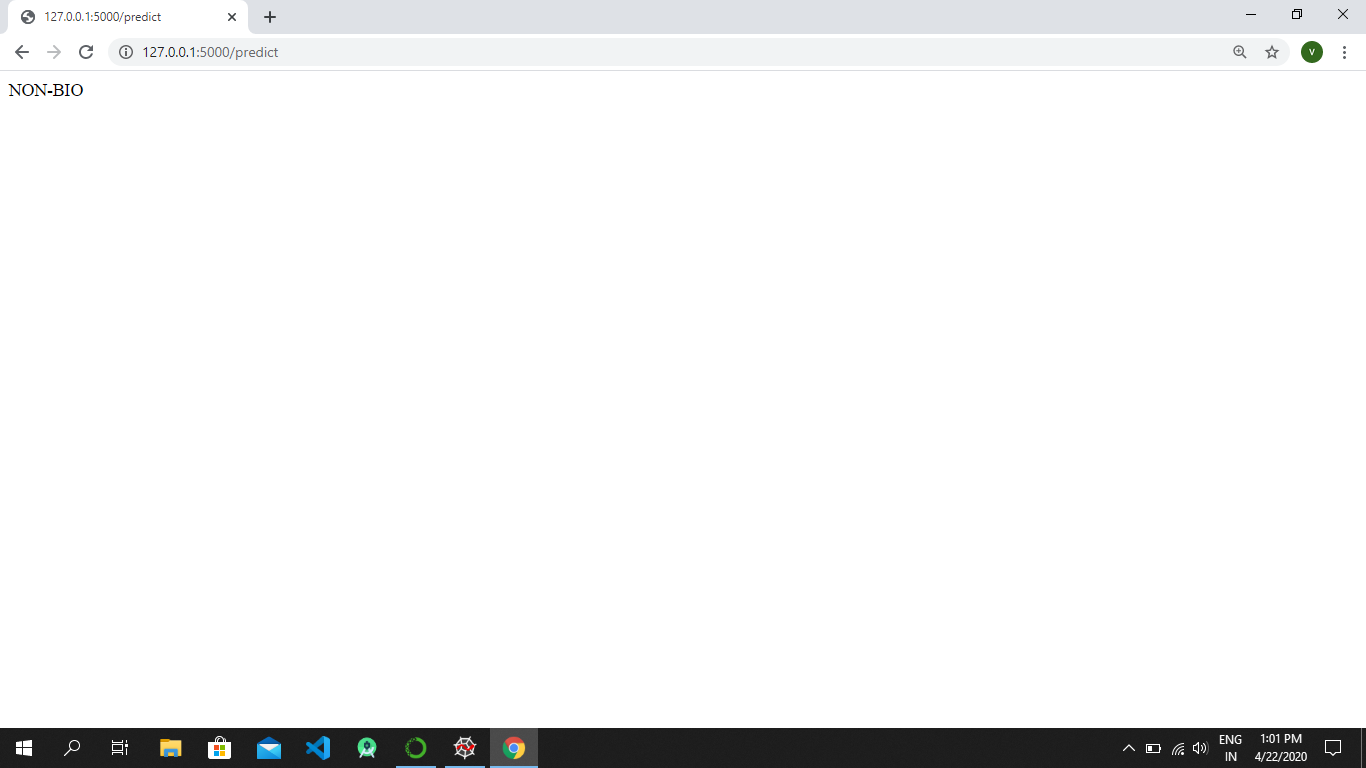 127.0.0.1:5000/predict
127.0.0.1:5000/predict
V
NON-BIO
ENG
IN
1:01 PM
4/22/2020